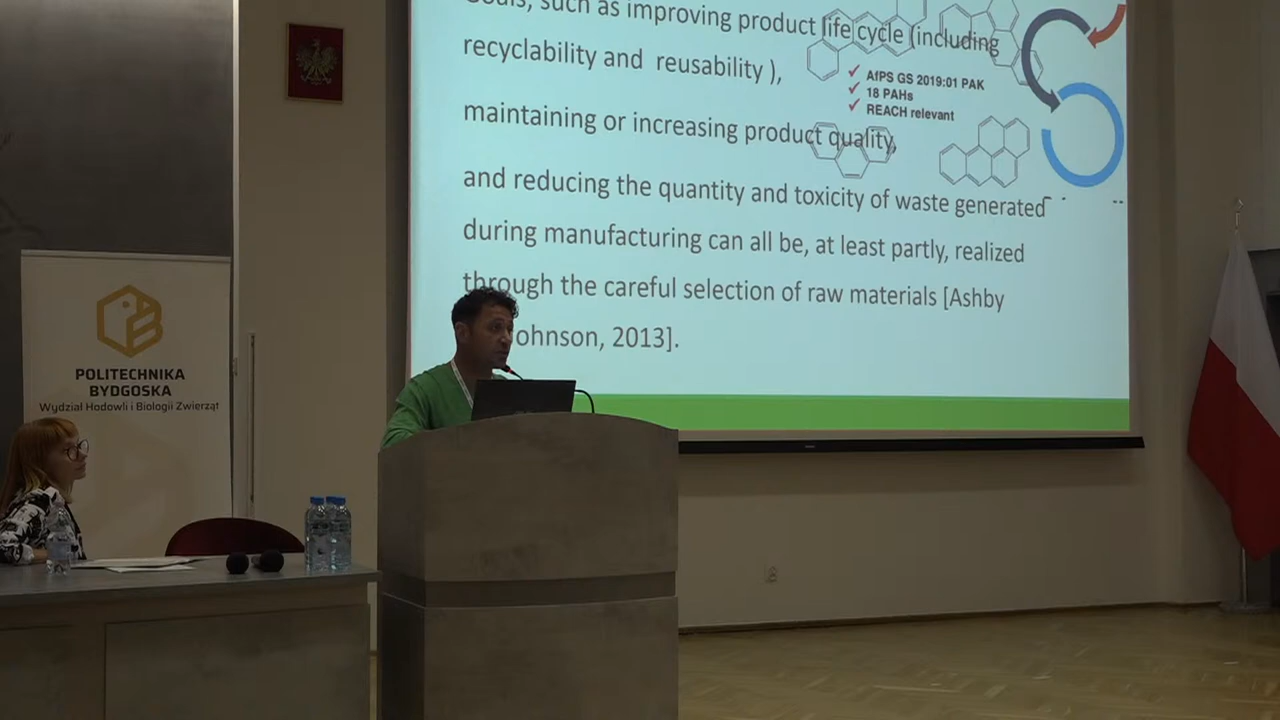 Goals, such as improving product life cycle (including
recyclability and reusability ),
AfPS GS 2019:01 PAK
18 PAHs
REACH relevant
maintaining or increasing product quality,
and reducing the quantity and toxicity of waste generated
during manufacturing can all be, at least partly, realized
through the careful selection of raw materials [Ashby
ohnson, 2013].
POLITECHNIKA
BYDGOSKA
Wydział Hodowli i Biologii Zwierząt